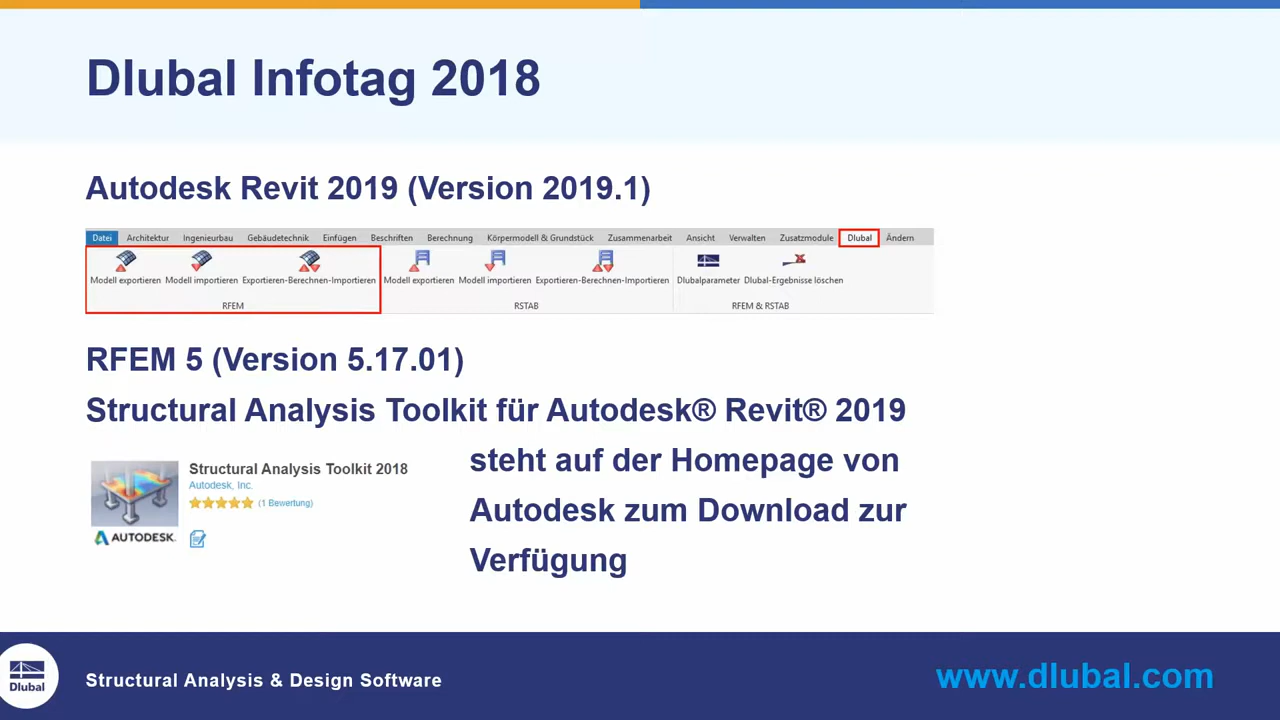 Dlubal Infotag 2018
Autodesk Revit 2019 (Version 2019.1)
Datei Architektur Ingenieurbau Gebäudetechnik Einfügen Beschriften Berechnung Körpermodell & Grundstück Zusammenarbeit Ansicht Verwalten Zusatzmodule Dlubal Ändern
Modell exportieren Modell importieren Exportieren-Berechnen-Importieren Modell exportieren Modell importieren Exportieren-Berechnen-Importieren Dlubalparameter Dlubal-Ergebnisse löschen
RFEM RSTAB RFEM & RSTAB
RFEM 5 (Version 5.17.01)
Structural Analysis Toolkit für Autodesk® Revit® 2019
steht auf der Homepage von
Autodesk zum Download zur
Verfügung
Structural Analysis Toolkit 2018
Autodesk, Inc.
(1 Bewertung)
AUTODESK.
Dlubal
Structural Analysis & Design Software
www.dlubal.com